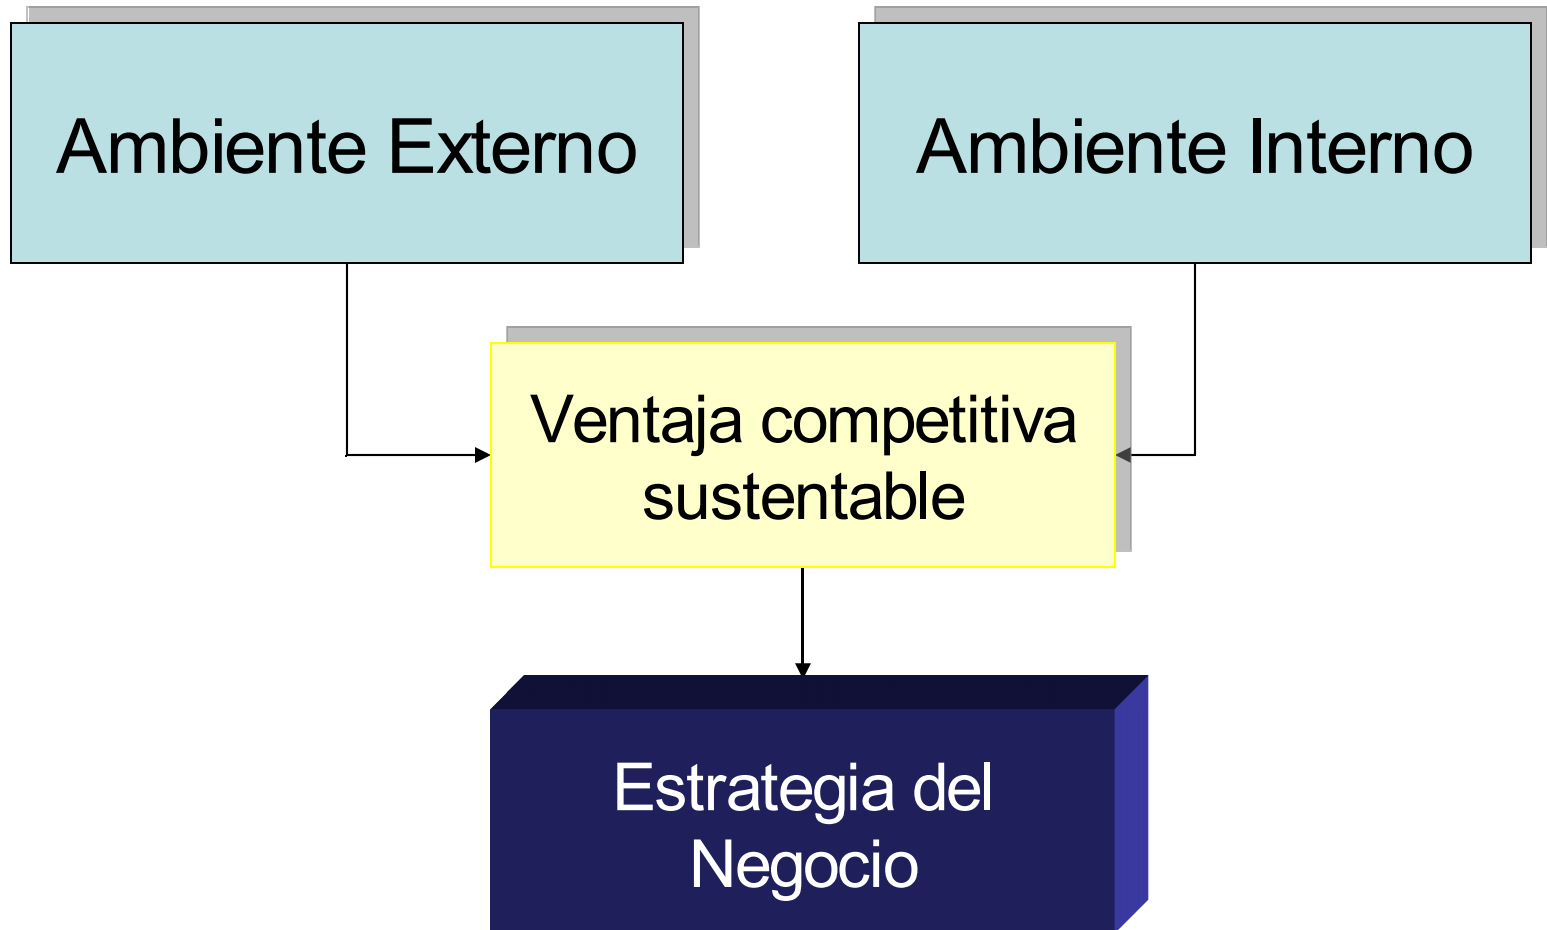 Ambiente Externo
Ambiente Interno
Ventaja competitiva
sustentable
Estrategia del
Negocio